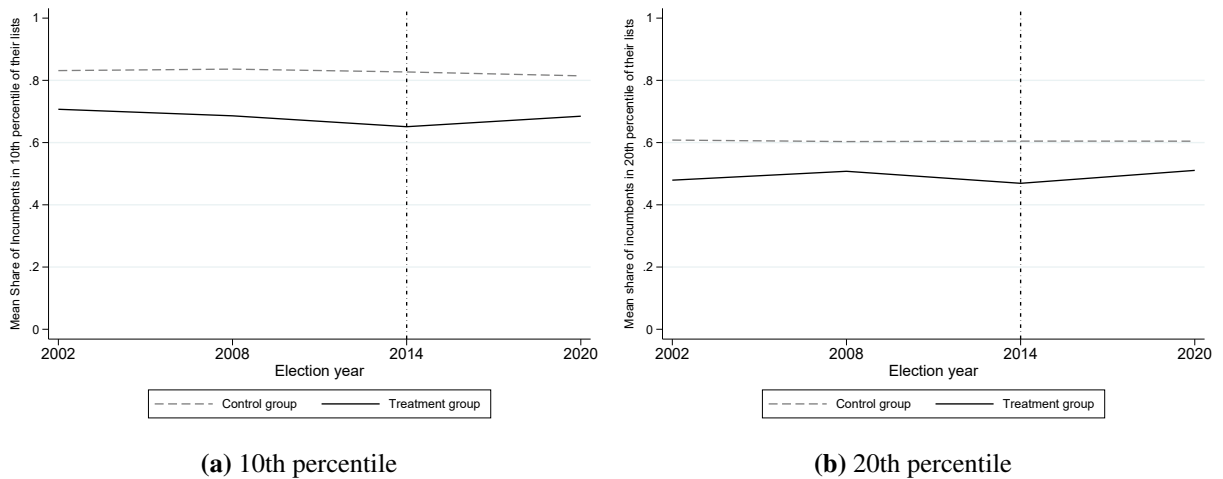 Mean Share of Incumbents in 10th percentile of their lists
1
.8
.6
.4
.2
0
2002 2008 2014 2020
Election year
Control group Treatment group
(a) 10th percentile
Mean share of incumbents in 20th percentile of their lists
1
.8
.6
.4
.2
0
2002 2008 2014 2020
Election year
Control group Treatment group
(b) 20th percentile